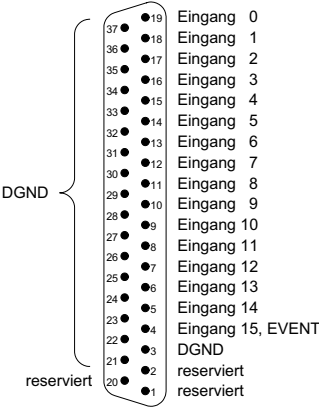 19 Eingang 0
37
18 Eingang 1
36
17 Eingang 2
35
16 Eingang 3
34
15 Eingang 4
33
14 Eingang 5
32
13 Eingang 6
31
12 Eingang 7
30
11 Eingang 8
DGND 29
10 Eingang 9
28
9 Eingang 10
27
8 Eingang 11
26
7 Eingang 12
25
6 Eingang 13
24
5 Eingang 14
23
4 Eingang 15, EVENT
22
3 DGND
21
2 reserviert
reserviert 20
1 reserviert